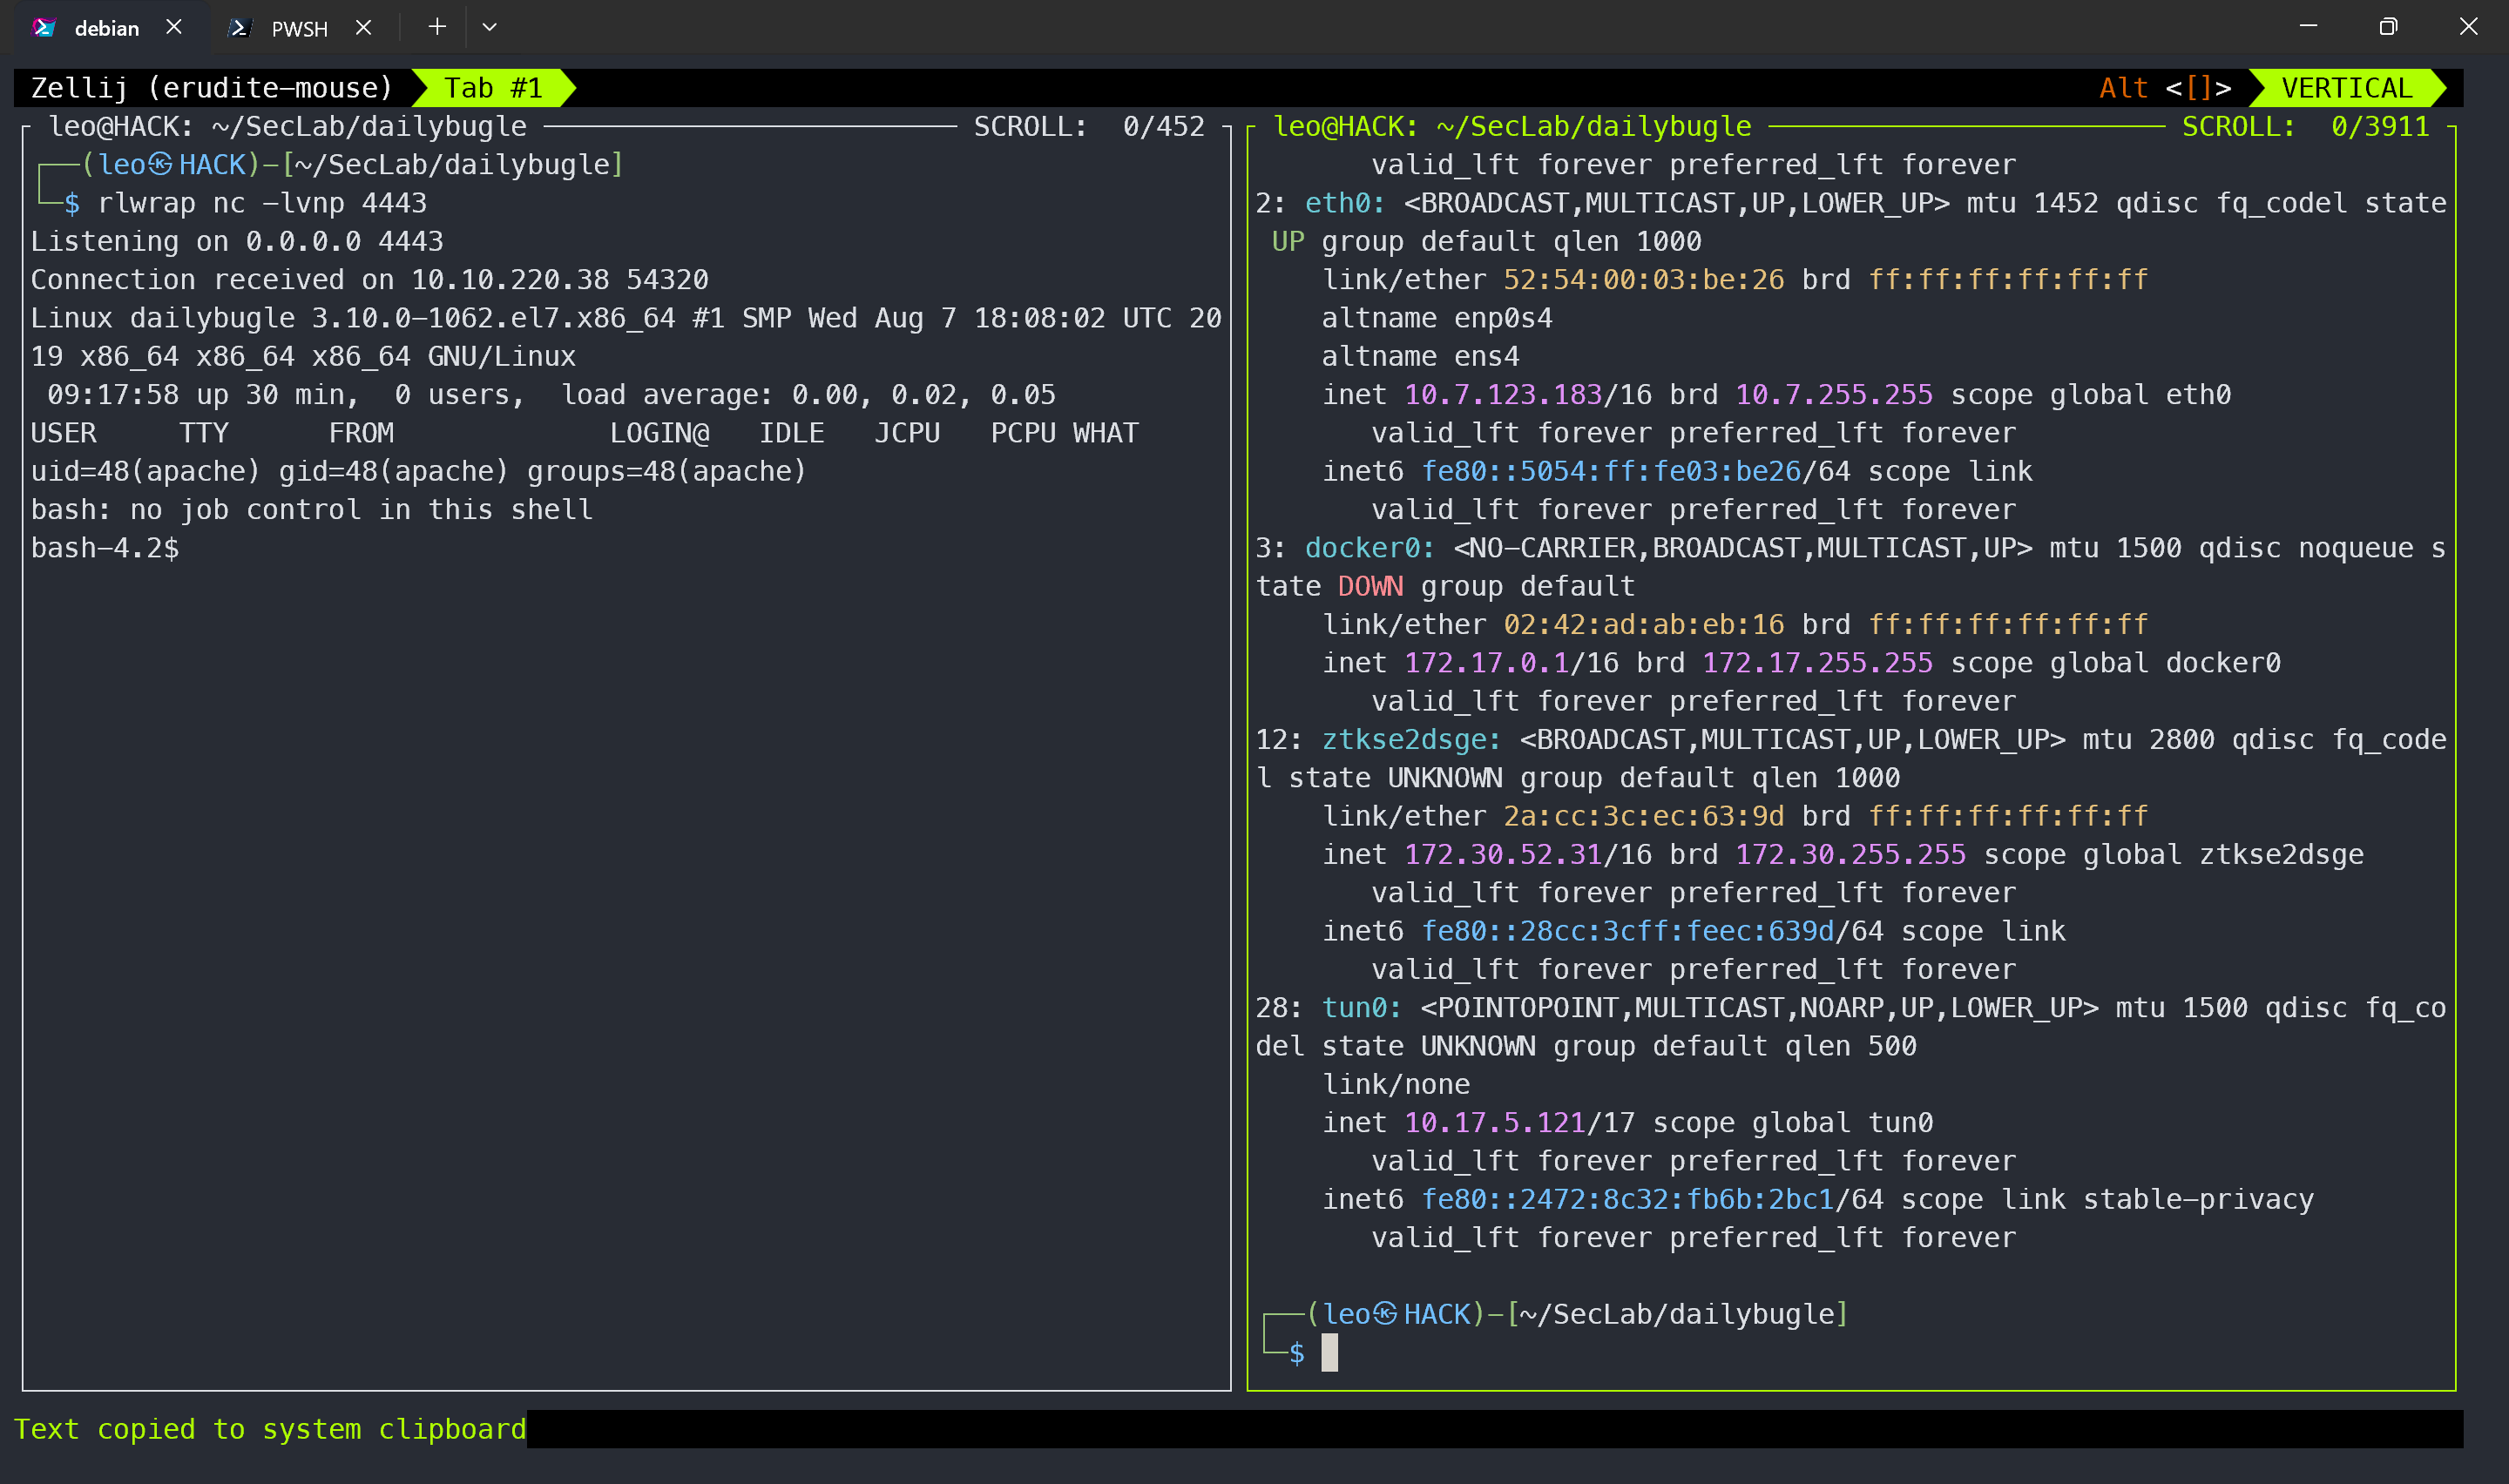 debian
PWSH
Zellij (erudite-mouse) Tab #1 Alt <[]> VERTICAL
leo@HACK: ~/SecLab/dailybugle SCROLL: 0/452
(leo㉿HACK)-[~/SecLab/dailybugle]
$ rlwrap nc -lvnp 4443
Listening on 0.0.0.0 4443
Connection received on 10.10.220.38 54320
Linux dailybugle 3.10.0-1062.el7.x86_64 #1 SMP Wed Aug 7 18:08:02 UTC 20
19 x86_64 x86_64 x86_64 GNU/Linux
09:17:58 up 30 min, 0 users, load average: 0.00, 0.02, 0.05
USER TTY FROM LOGIN@ IDLE JCPU PCPU WHAT
uid=48(apache) gid=48(apache) groups=48(apache)
bash: no job control in this shell
bash-4.2$
leo@HACK: ~/SecLab/dailybugle SCROLL: 0/3911
valid_lft forever preferred_lft forever
2: eth0: <BROADCAST,MULTICAST,UP,LOWER_UP> mtu 1452 qdisc fq_codel state
UP group default qlen 1000
link/ether 52:54:00:03:be:26 brd ff:ff:ff:ff:ff:ff
altname enp0s4
altname ens4
inet 10.7.123.183/16 brd 10.7.255.255 scope global eth0
valid_lft forever preferred_lft forever
inet6 fe80::5054:ff:fe03:be26/64 scope link
valid_lft forever preferred_lft forever
3: docker0: <NO-CARRIER,BROADCAST,MULTICAST,UP> mtu 1500 qdisc noqueue s
tate DOWN group default
link/ether 02:42:ad:ab:eb:16 brd ff:ff:ff:ff:ff:ff
inet 172.17.0.1/16 brd 172.17.255.255 scope global docker0
valid_lft forever preferred_lft forever
12: ztkse2dsge: <BROADCAST,MULTICAST,UP,LOWER_UP> mtu 2800 qdisc fq_code
l state UNKNOWN group default qlen 1000
link/ether 2a:cc:3c:ec:63:9d brd ff:ff:ff:ff:ff:ff
inet 172.30.52.31/16 brd 172.30.255.255 scope global ztkse2dsge
valid_lft forever preferred_lft forever
inet6 fe80::28cc:3cff:feec:639d/64 scope link
valid_lft forever preferred_lft forever
28: tun0: <POINTOPOINT,MULTICAST,NOARP,UP,LOWER_UP> mtu 1500 qdisc fq_co
del state UNKNOWN group default qlen 500
link/none
inet 10.17.5.121/17 scope global tun0
valid_lft forever preferred_lft forever
inet6 fe80::2472:8c32:fb6b:2bc1/64 scope link stable-privacy
valid_lft forever preferred_lft forever
(leo㉿HACK)-[~/SecLab/dailybugle]
$
Text copied to system clipboard